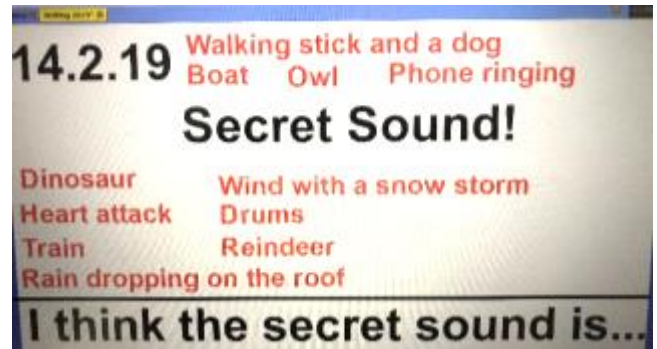 14.2.19
Walking stick and a dog
Boat Owl Phone ringing
Secret Sound!
Dinosaur Wind with a snow storm
Heart attack Drums
Train Reindeer
Rain dropping on the roof
I think the secret sound is...